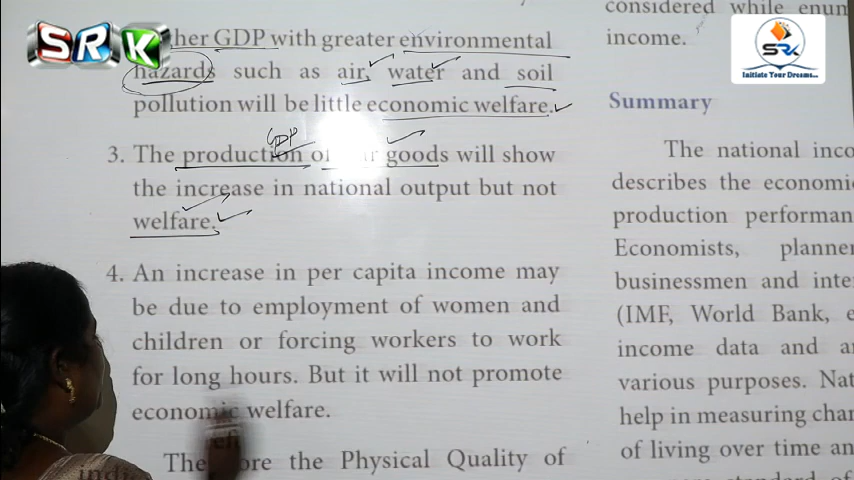 SRK
her GDP with greater environmental
hazards such as air, water and soil
pollution will be little economic welfare.
GDP
3. The production of goods will show
the increase in national output but not
welfare.
4. An increase in per capita income may
be due to employment of women and
children or forcing workers to work
for long hours. But it will not promote
economic welfare.
The the Physical Quality of
considered while enum
income.
SRK
Initiate Your Dreams...
Summary
The national inco
describes the economi
production performan
Economists, planner
businessmen and inte
(IMF, World Bank, e
income data and a
various purposes. Nat
help in measuring chan
of living over time an